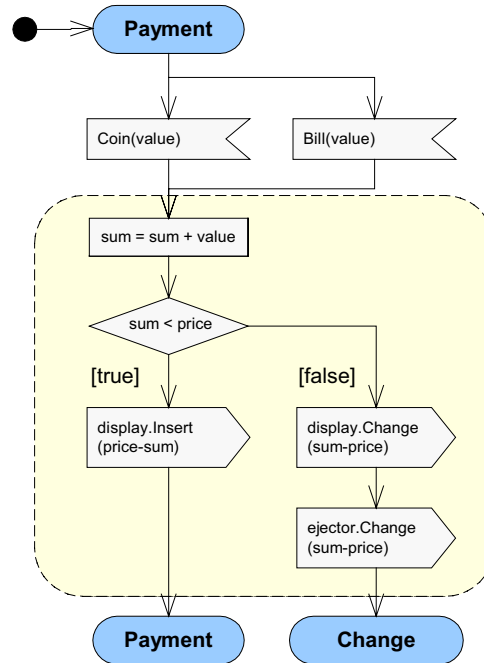 Payment
Coin(value)
Bill(value)
sum = sum + value
sum < price
[true]
[false]
display.Insert
(price-sum)
display.Change
(sum-price)
ejector.Change
(sum-price)
Payment
Change